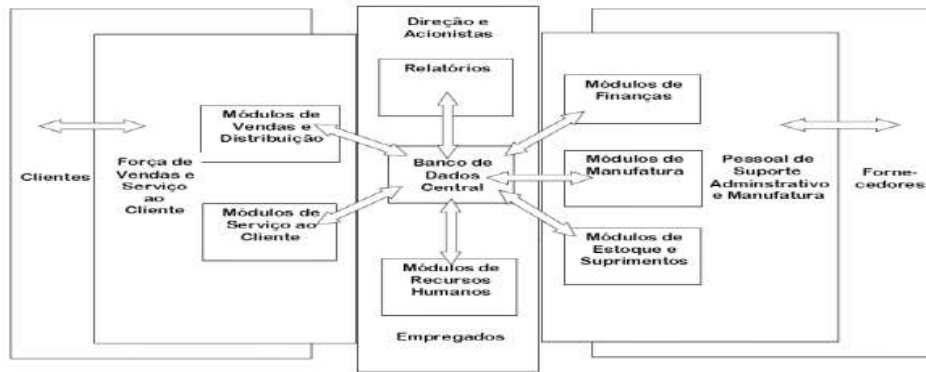 Direção e
Acionistas
Relatórios
Módulos de
Finanças
Módulos de
Vendas e
Distribuição
Clientes
Força de
Vendas e
Serviço
ao
Cliente
Banco de
Dados
Central
Módulos de
Manufatura
Pessoal de
Suporte
Adminstrativo
e Manufatura
Forne-
cedores
Módulos de
Serviço ao
Cliente
Módulos de
Estoque e
Suprimentos
Módulos de
Recursos
Humanos
Empregados